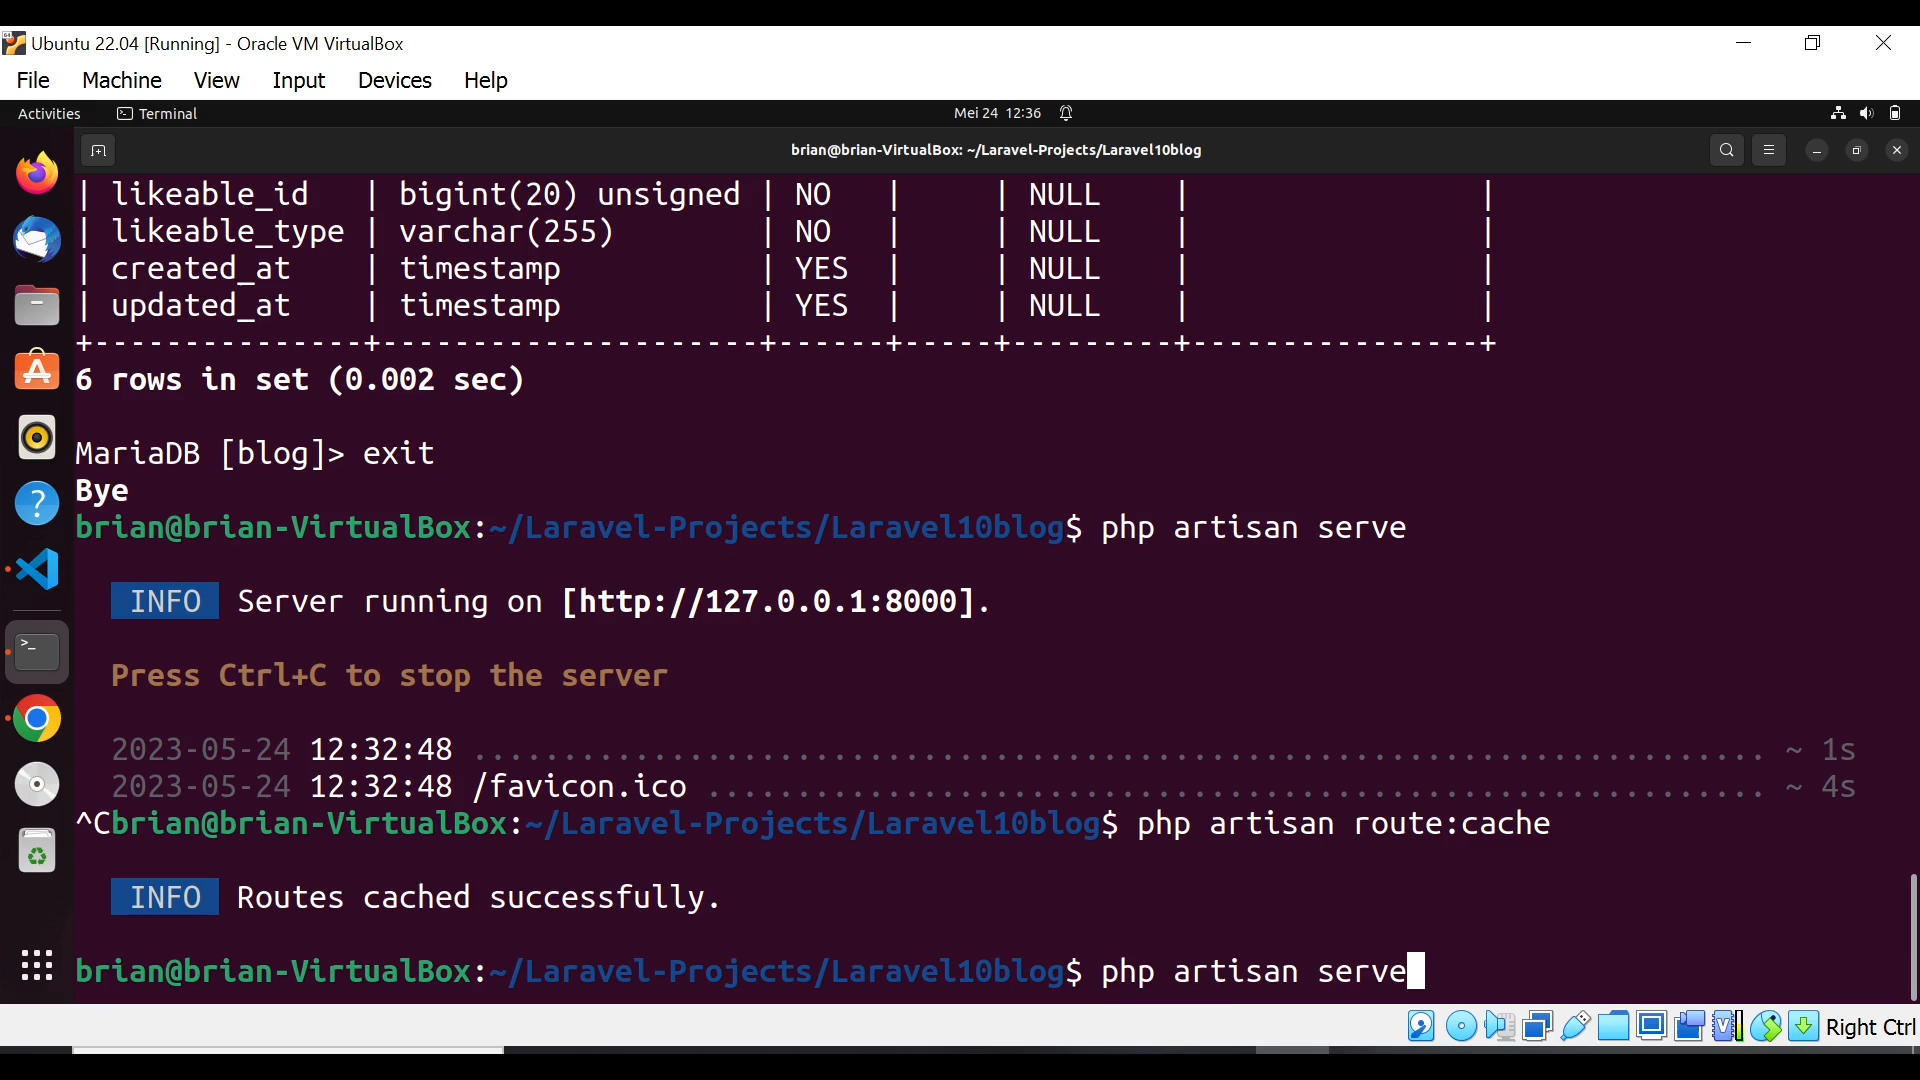 Ubuntu 22.04 [Running] - Oracle VM VirtualBox
File Machine View Input Devices Help
Activities Terminal Mei 24 12:36
brian@brian-VirtualBox: ~/Laravel-Projects/Laravel10blog
| likeable_id | bigint(20) unsigned | NO | | NULL | |
| likeable_type | varchar(255) | NO | | NULL | |
| created_at | timestamp | YES | | NULL | |
| updated_at | timestamp | YES | | NULL | |
+---------------+---------------------+------+-----+---------+----------------+
6 rows in set (0.002 sec)
MariaDB [blog]> exit
Bye
brian@brian-VirtualBox:~/Laravel-Projects/Laravel10blog$ php artisan serve
INFO Server running on [http://127.0.0.1:8000].
Press Ctrl+C to stop the server
2023-05-24 12:32:48 ........................................................................ ~ 1s
2023-05-24 12:32:48 /favicon.ico ........................................................... ~ 4s
^Cbrian@brian-VirtualBox:~/Laravel-Projects/Laravel10blog$ php artisan route:cache
INFO Routes cached successfully.
brian@brian-VirtualBox:~/Laravel-Projects/Laravel10blog$ php artisan serve
Right Ctrl